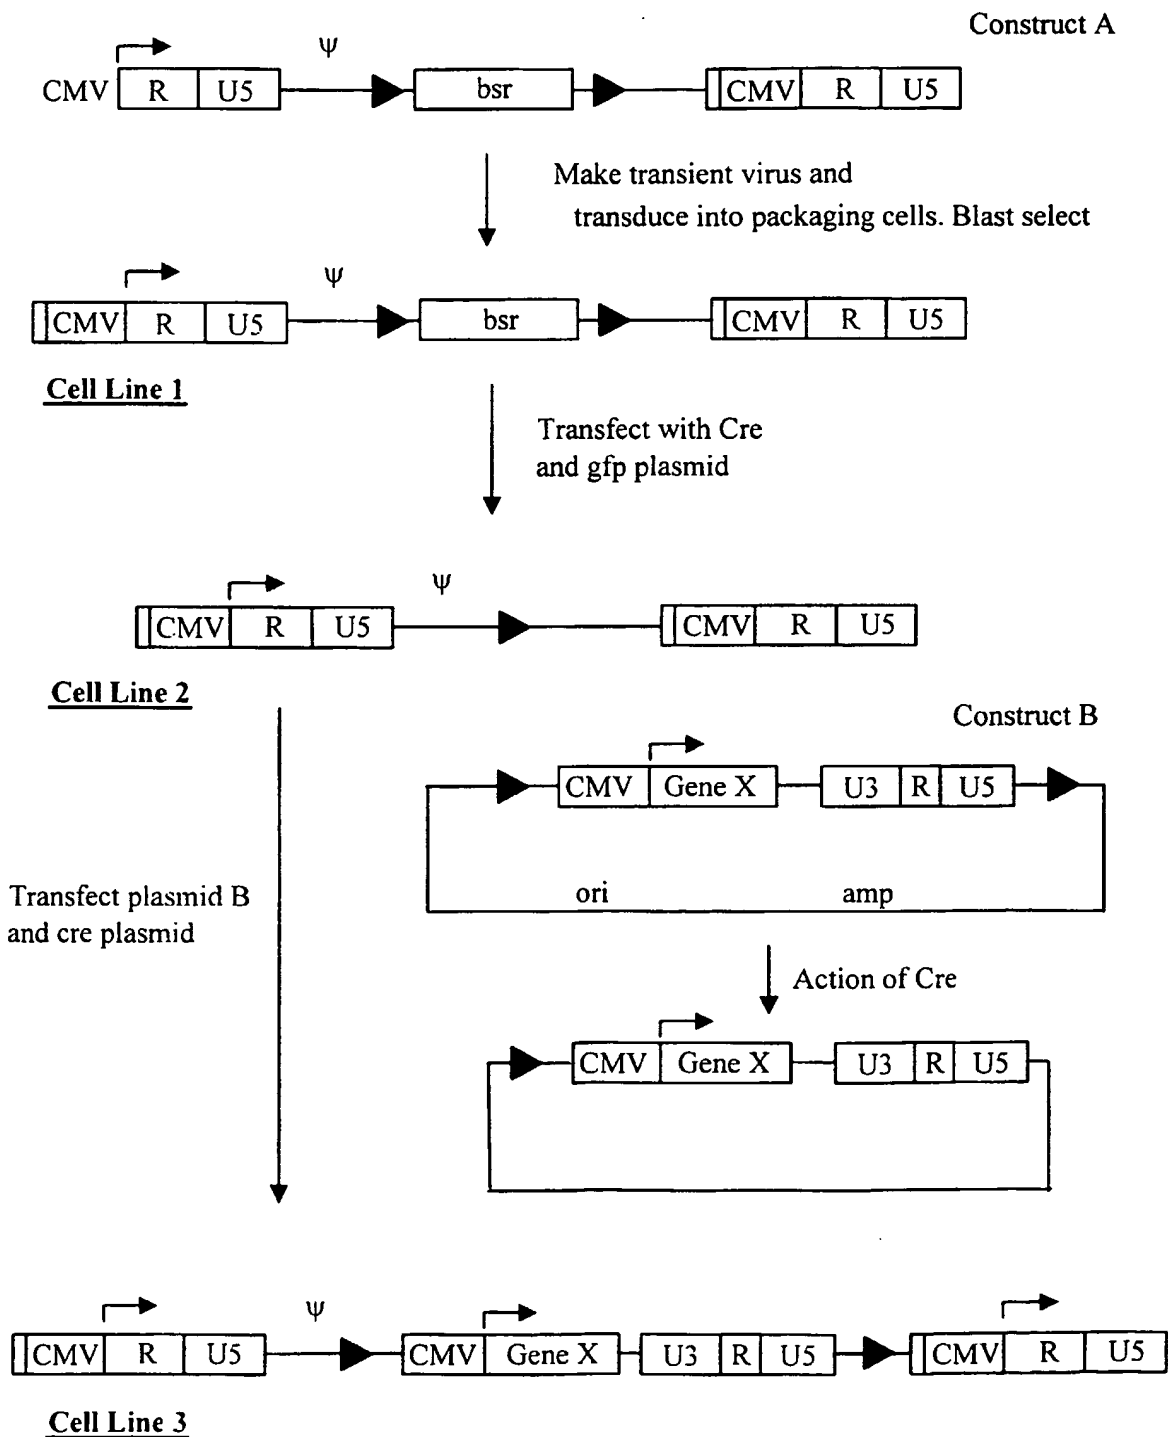 Construct A
ψ
CMV R U5 bsr CMV R U5
Make transient virus and
transduce into packaging cells. Blast select
ψ
CMV R U5 bsr CMV R U5
Cell Line 1
Transfect with Cre
and gfp plasmid
ψ
CMV R U5 CMV R U5
Cell Line 2
Construct B
CMV Gene X U3 R U5
ori amp
Transfect plasmid B
and cre plasmid
Action of Cre
CMV Gene X U3 R U5
ψ
CMV R U5 CMV Gene X U3 R U5 CMV R U5
Cell Line 3